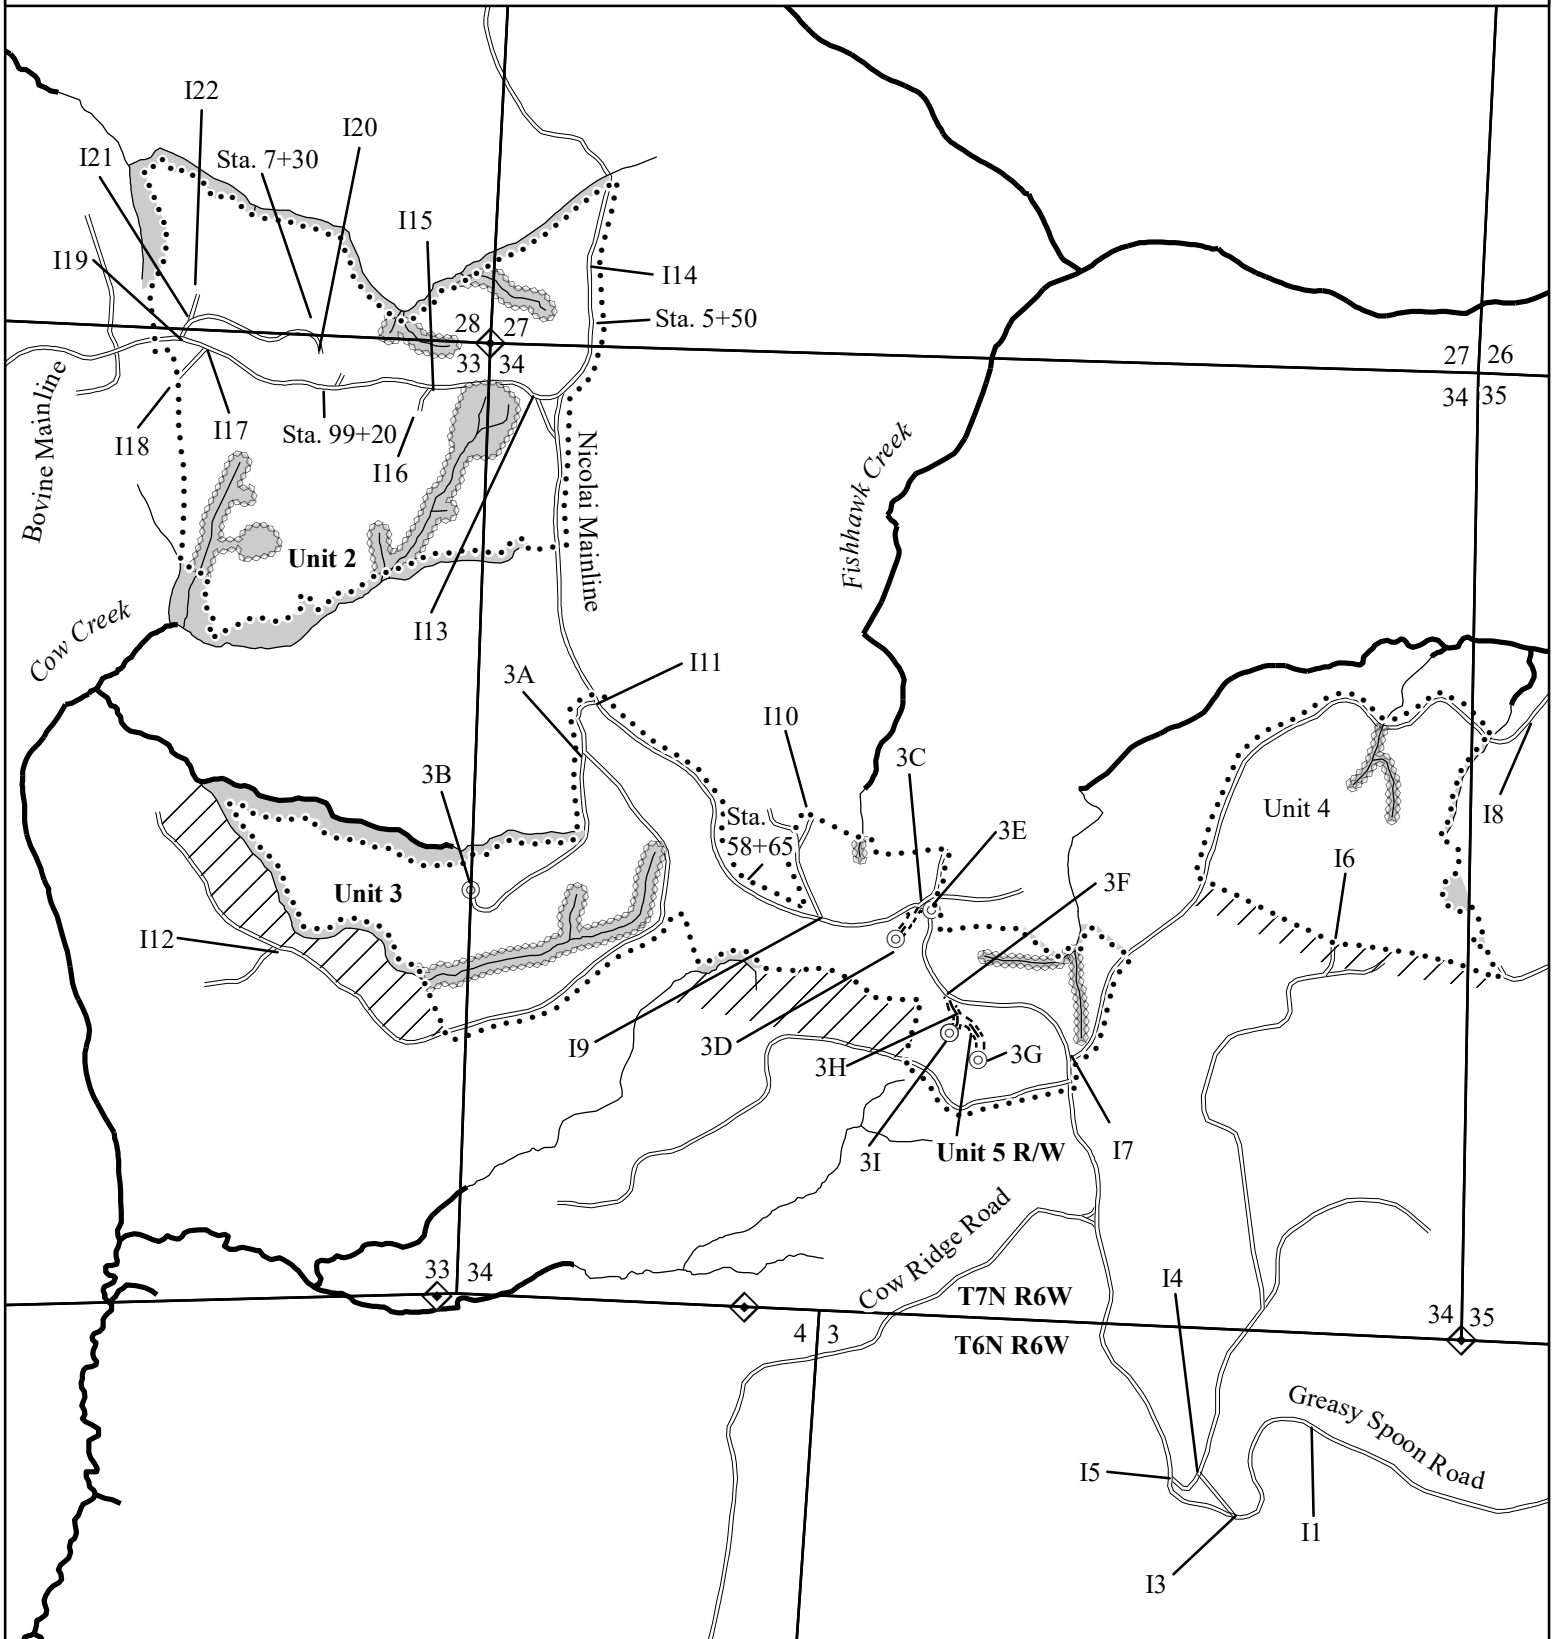 I22
I20
I21
Sta. 7+30
I15
I19
I14
Sta. 5+50
28 27
33 34
27 26
34 35
Bovine Mainline
I18
I17
Sta. 99+20
I16
Nicolai Mainline
Fishhawk Creek
Unit 2
Cow Creek
I13
3A
I11
I10
3C
3B
Sta.
58+65
3E
Unit 4
I8
I6
3F
Unit 3
I12
I9
3D
3H
3G
3I
Unit 5 R/W
I7
Cow Ridge Road
33 34
T7N R6W
I4
34 35
4 3
T6N R6W
Greasy Spoon Road
I5
I1
I3